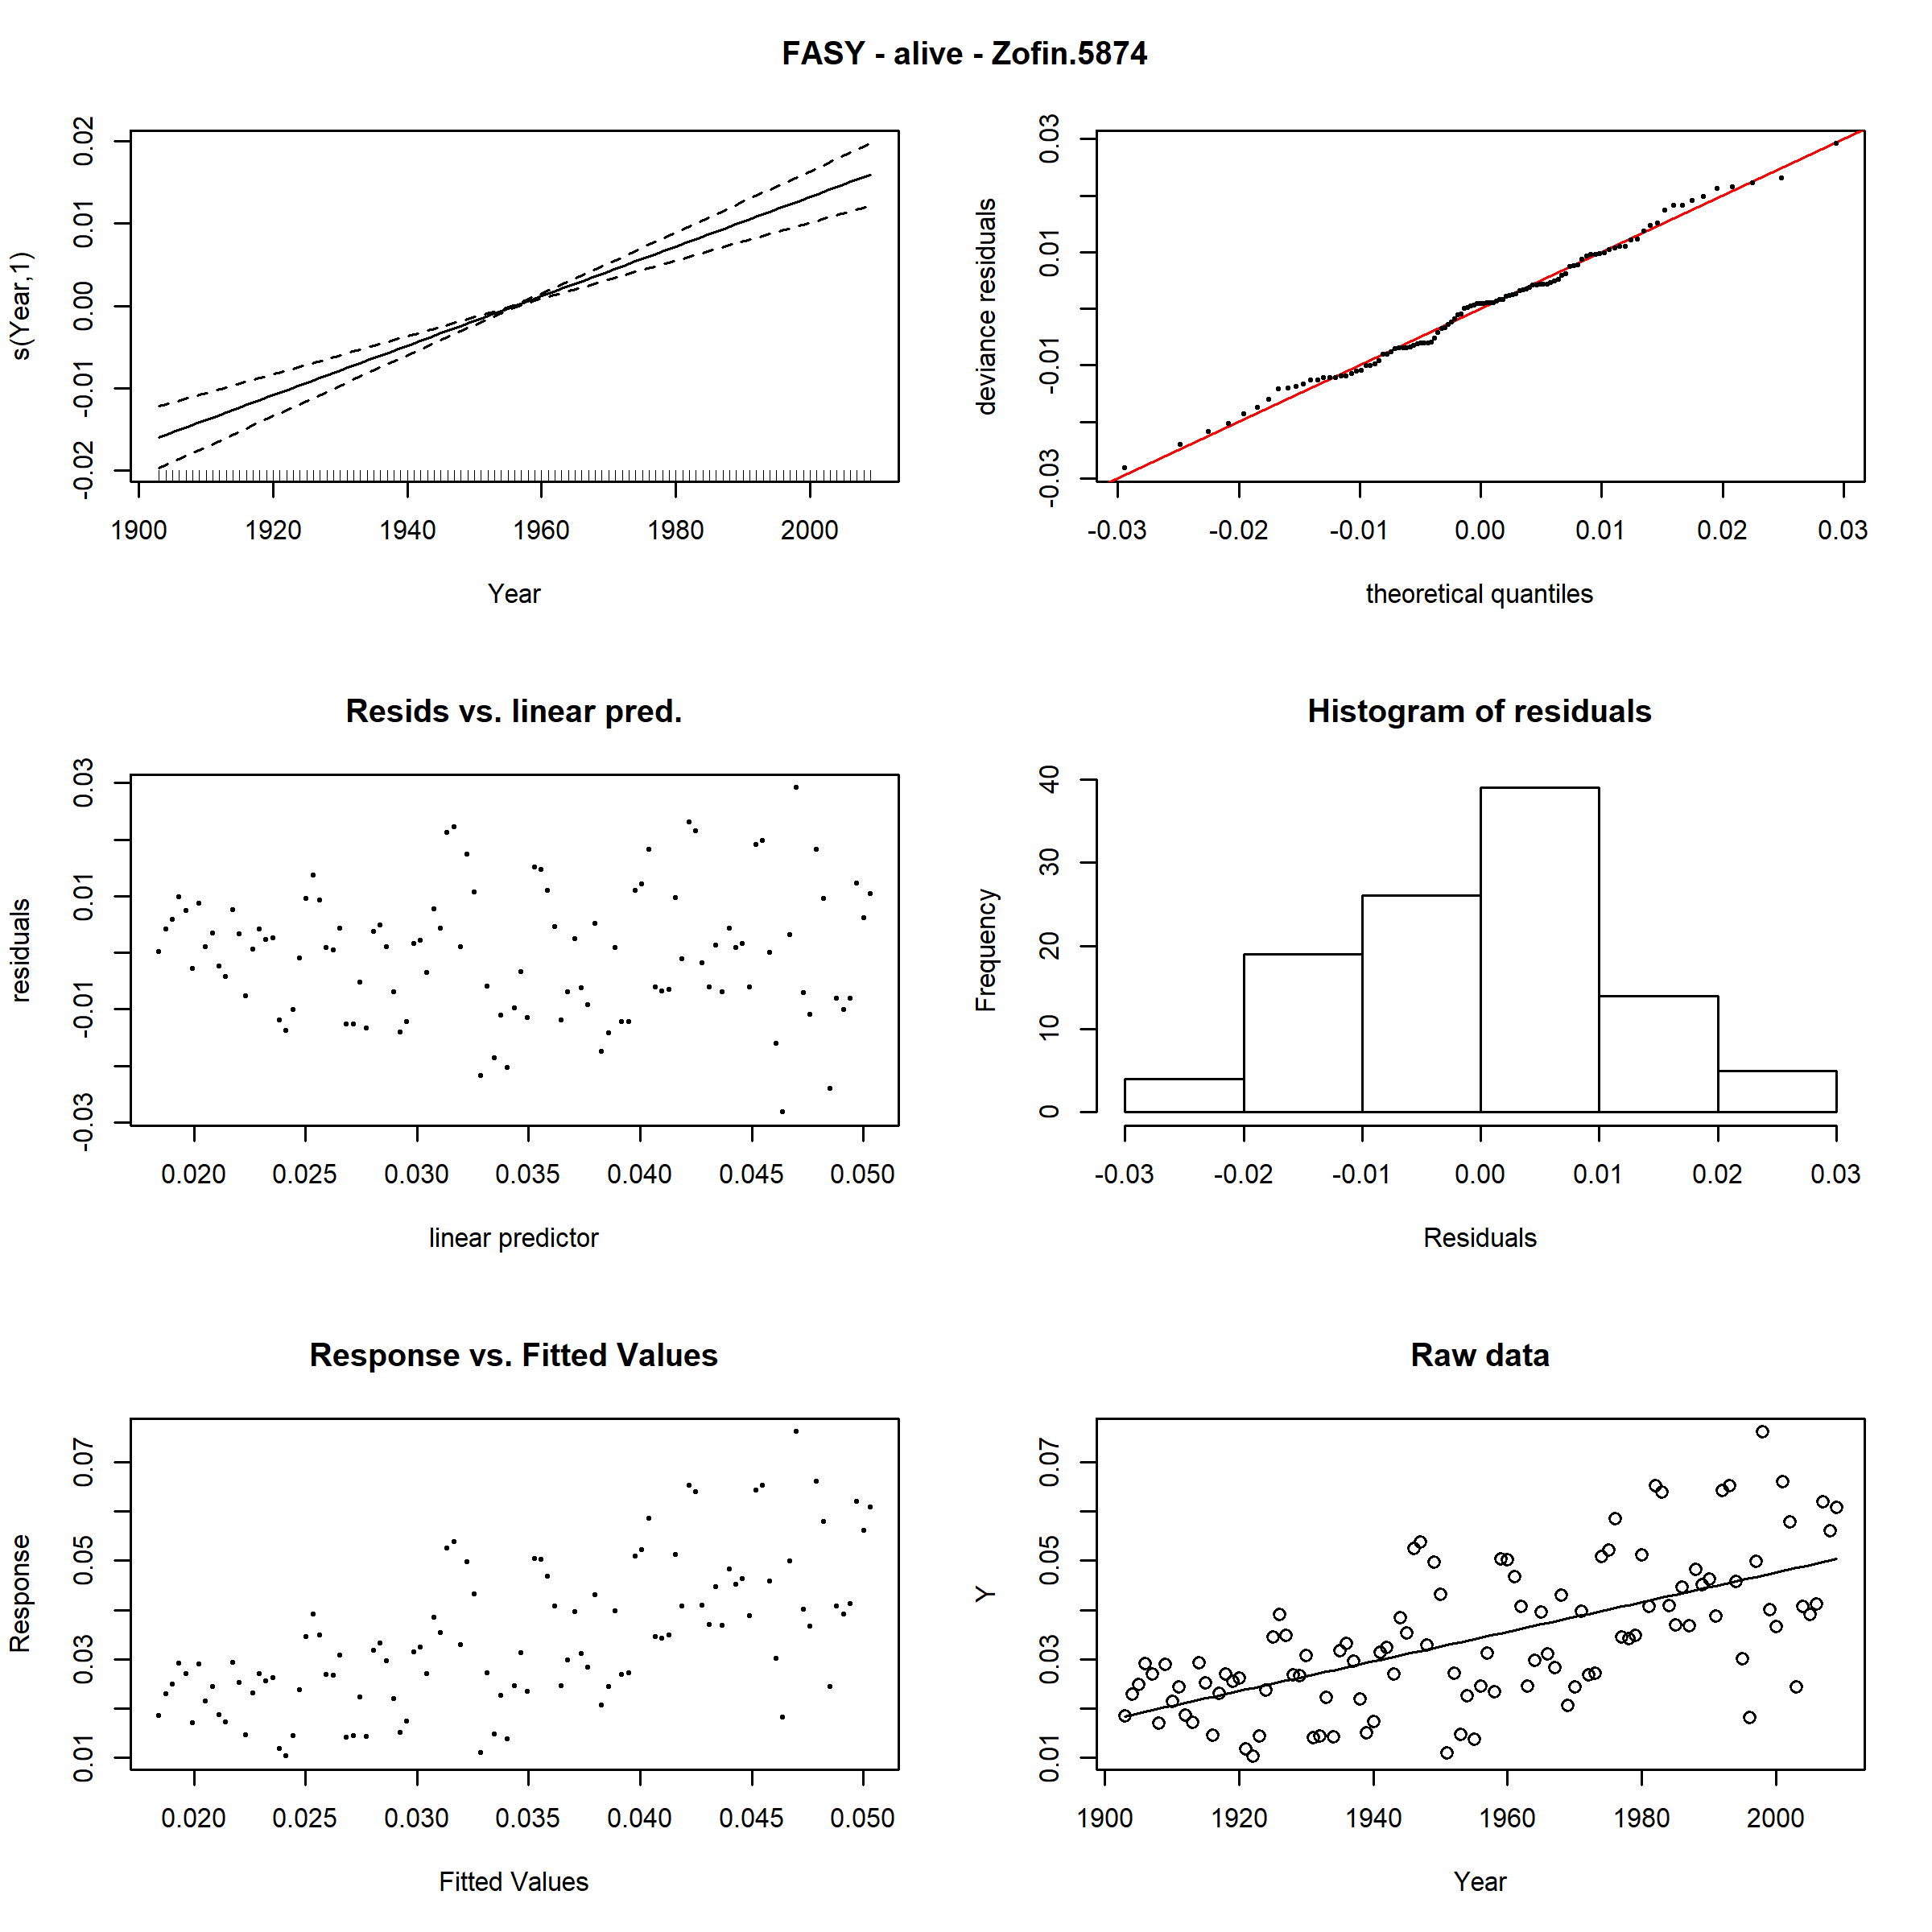 FASY - alive - Zofin.5874
s(Year,1)
0.02
0.01
0.00
-0.01
-0.02
1900 1920 1940 1960 1980 2000
Year
deviance residuals
0.03
0.01
-0.01
-0.03
-0.03 -0.02 -0.01 0.00 0.01 0.02 0.03
theoretical quantiles
Resids vs. linear pred.
residuals
0.03
0.01
-0.01
-0.03
0.020 0.025 0.030 0.035 0.040 0.045 0.050
linear predictor
Histogram of residuals
Frequency
40
30
20
10
0
-0.03 -0.02 -0.01 0.00 0.01 0.02 0.03
Residuals
Response vs. Fitted Values
Response
0.07
0.05
0.03
0.01
0.020 0.025 0.030 0.035 0.040 0.045 0.050
Fitted Values
Raw data
Y
0.07
0.05
0.03
0.01
1900 1920 1940 1960 1980 2000
Year